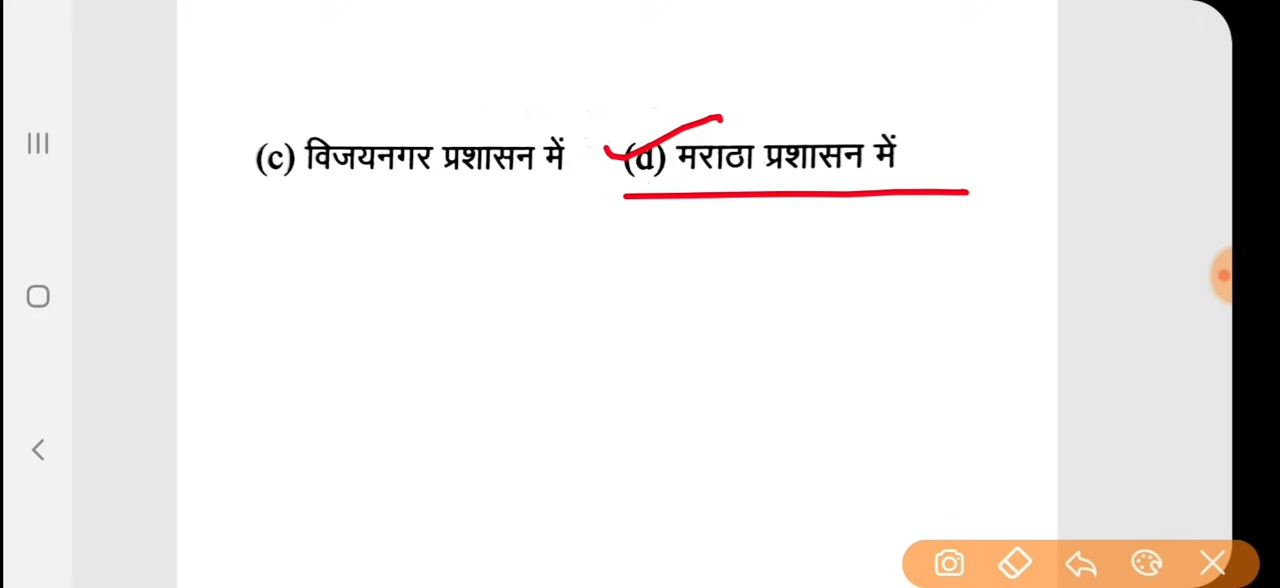 (c) विजयनगर प्रशासन में (d) मराठा प्रशासन में